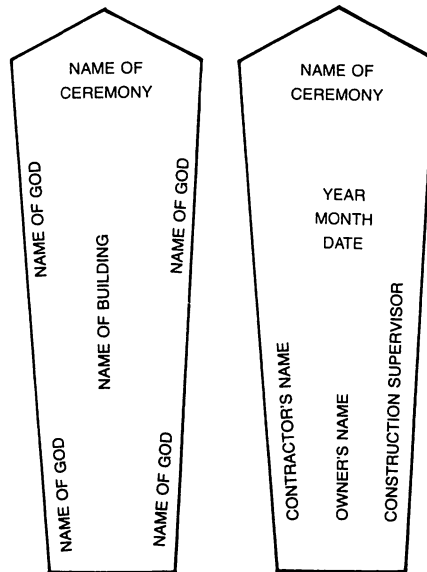 NAME OF
CEREMONY
NAME OF GOD
NAME OF GOD
NAME OF BUILDING
NAME OF GOD
NAME OF GOD
NAME OF
CEREMONY
YEAR
MONTH
DATE
CONTRACTOR'S NAME
OWNER'S NAME
CONSTRUCTION SUPERVISOR